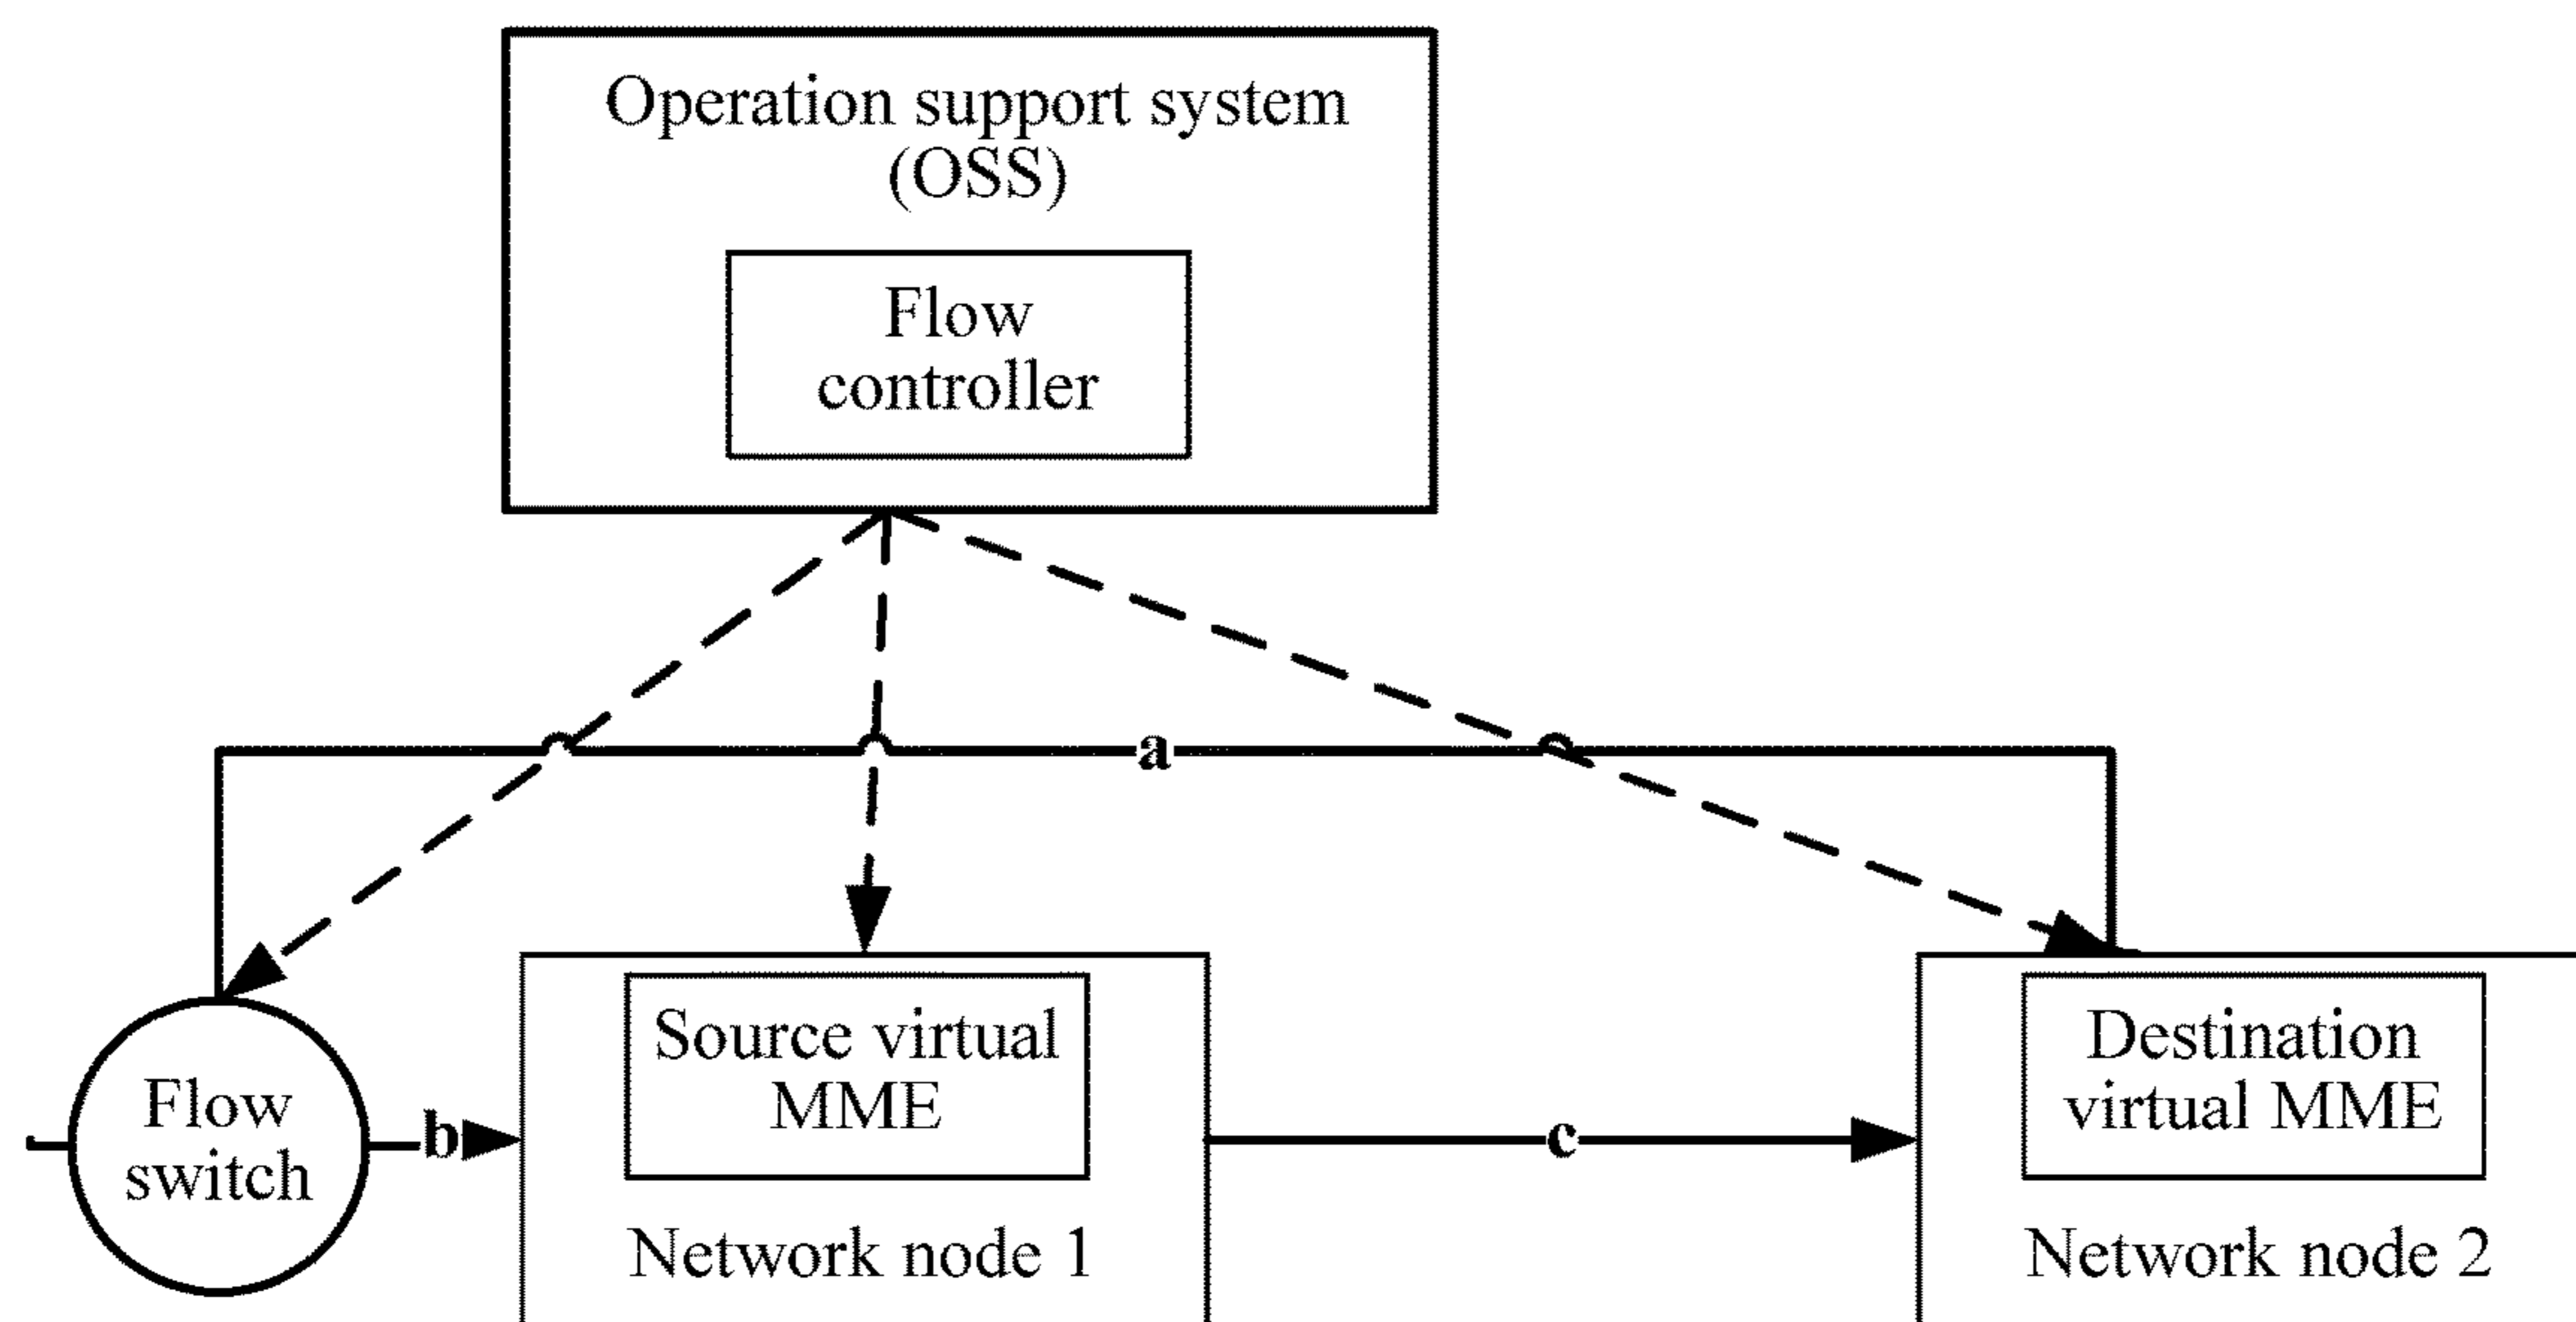 Operation support system
(OSS)
Flow
controller
a
Source virtual
MME
Destination
virtual MME
Flow
switch
b
c
Network node 1
Network node 2